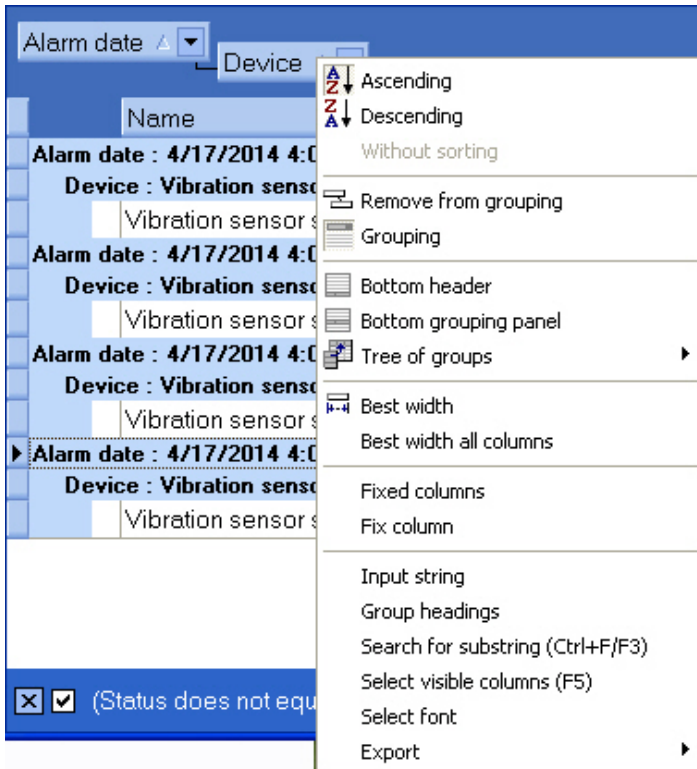 Alarm date
Device
Name
Alarm date : 4/17/2014 4:0
Device : Vibration senso
Vibration sensor s
Alarm date : 4/17/2014 4:0
Device : Vibration senso
Vibration sensor s
Alarm date : 4/17/2014 4:0
Device : Vibration senso
Vibration sensor s
Alarm date : 4/17/2014 4:0
Device : Vibration senso
Vibration sensor s
(Status does not equ
Ascending
Descending
Without sorting
Remove from grouping
Grouping
Bottom header
Bottom grouping panel
Tree of groups
Best width
Best width all columns
Fixed columns
Fix column
Input string
Group headings
Search for substring (Ctrl+F/F3)
Select visible columns (F5)
Select font
Export